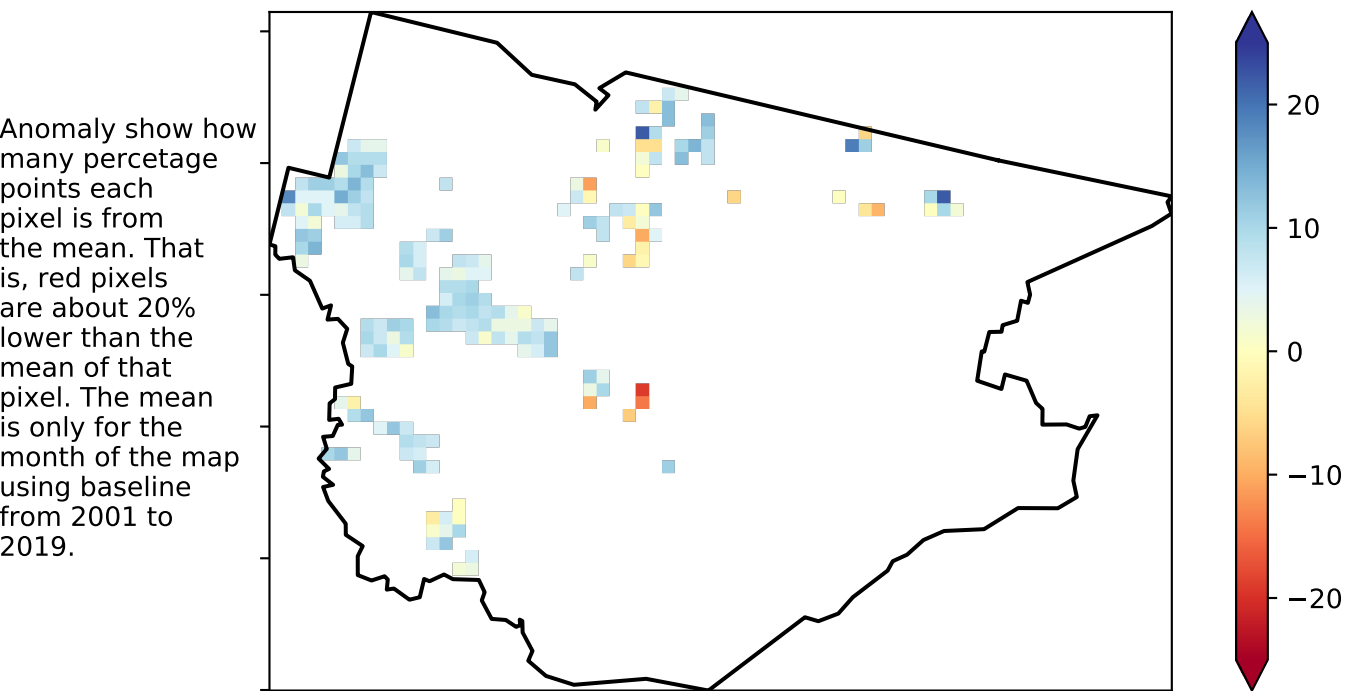 Anomaly show how
many percetage
points each
pixel is from
the mean. That
is, red pixels
are about 20%
lower than the
mean of that
pixel. The mean
is only for the
month of the map
using baseline
from 2001 to
2019.
20
10
0
−10
−20